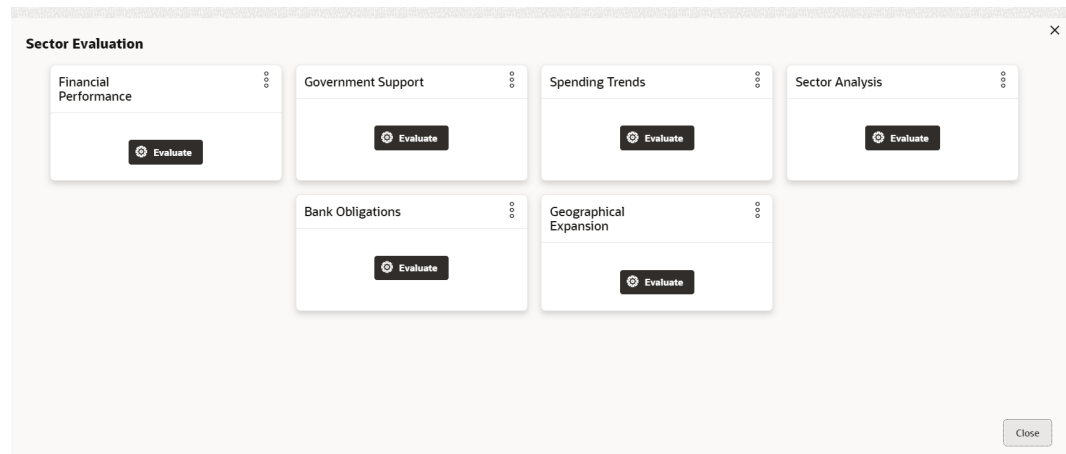 Sector Evaluation
Financial
Performance
Evaluate
Government Support
Evaluate
Spending Trends
Evaluate
Sector Analysis
Evaluate
Bank Obligations
Evaluate
Geographical
Expansion
Evaluate
Close